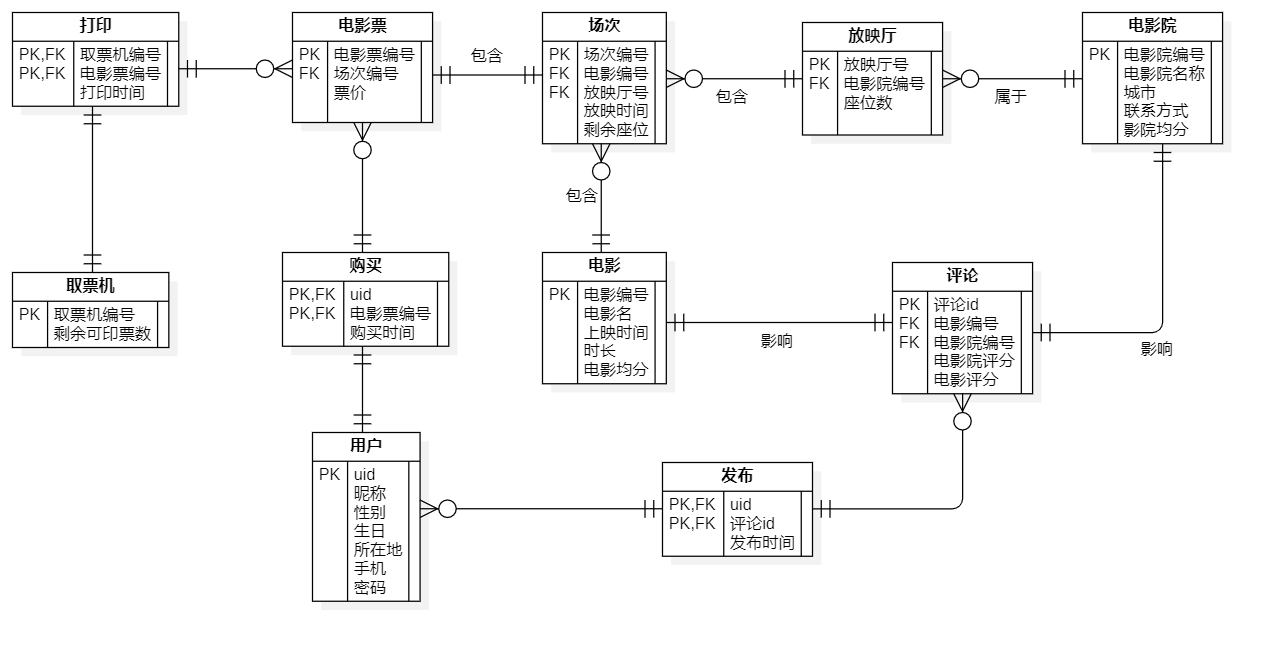 打印
PK,FK 取票机编号
PK,FK 电影票编号
打印时间
电影票
PK 电影票编号
FK 场次编号
票价
包含
场次
PK 场次编号
FK 电影编号
FK 放映厅号
放映时间
剩余座位
包含
放映厅
PK 放映厅号
FK 电影院编号
座位数
属于
电影院
PK 电影院编号
电影院名称
城市
联系方式
影院均分
包含
取票机
PK 取票机编号
剩余可印票数
购买
PK,FK uid
PK,FK 电影票编号
购买时间
电影
PK 电影编号
电影名
上映时间
时长
电影均分
影响
评论
PK 评论id
FK 电影编号
FK 电影院编号
电影院评分
电影评分
影响
用户
PK uid
昵称
性别
生日
所在地
手机
密码
发布
PK,FK uid
PK,FK 评论id
发布时间